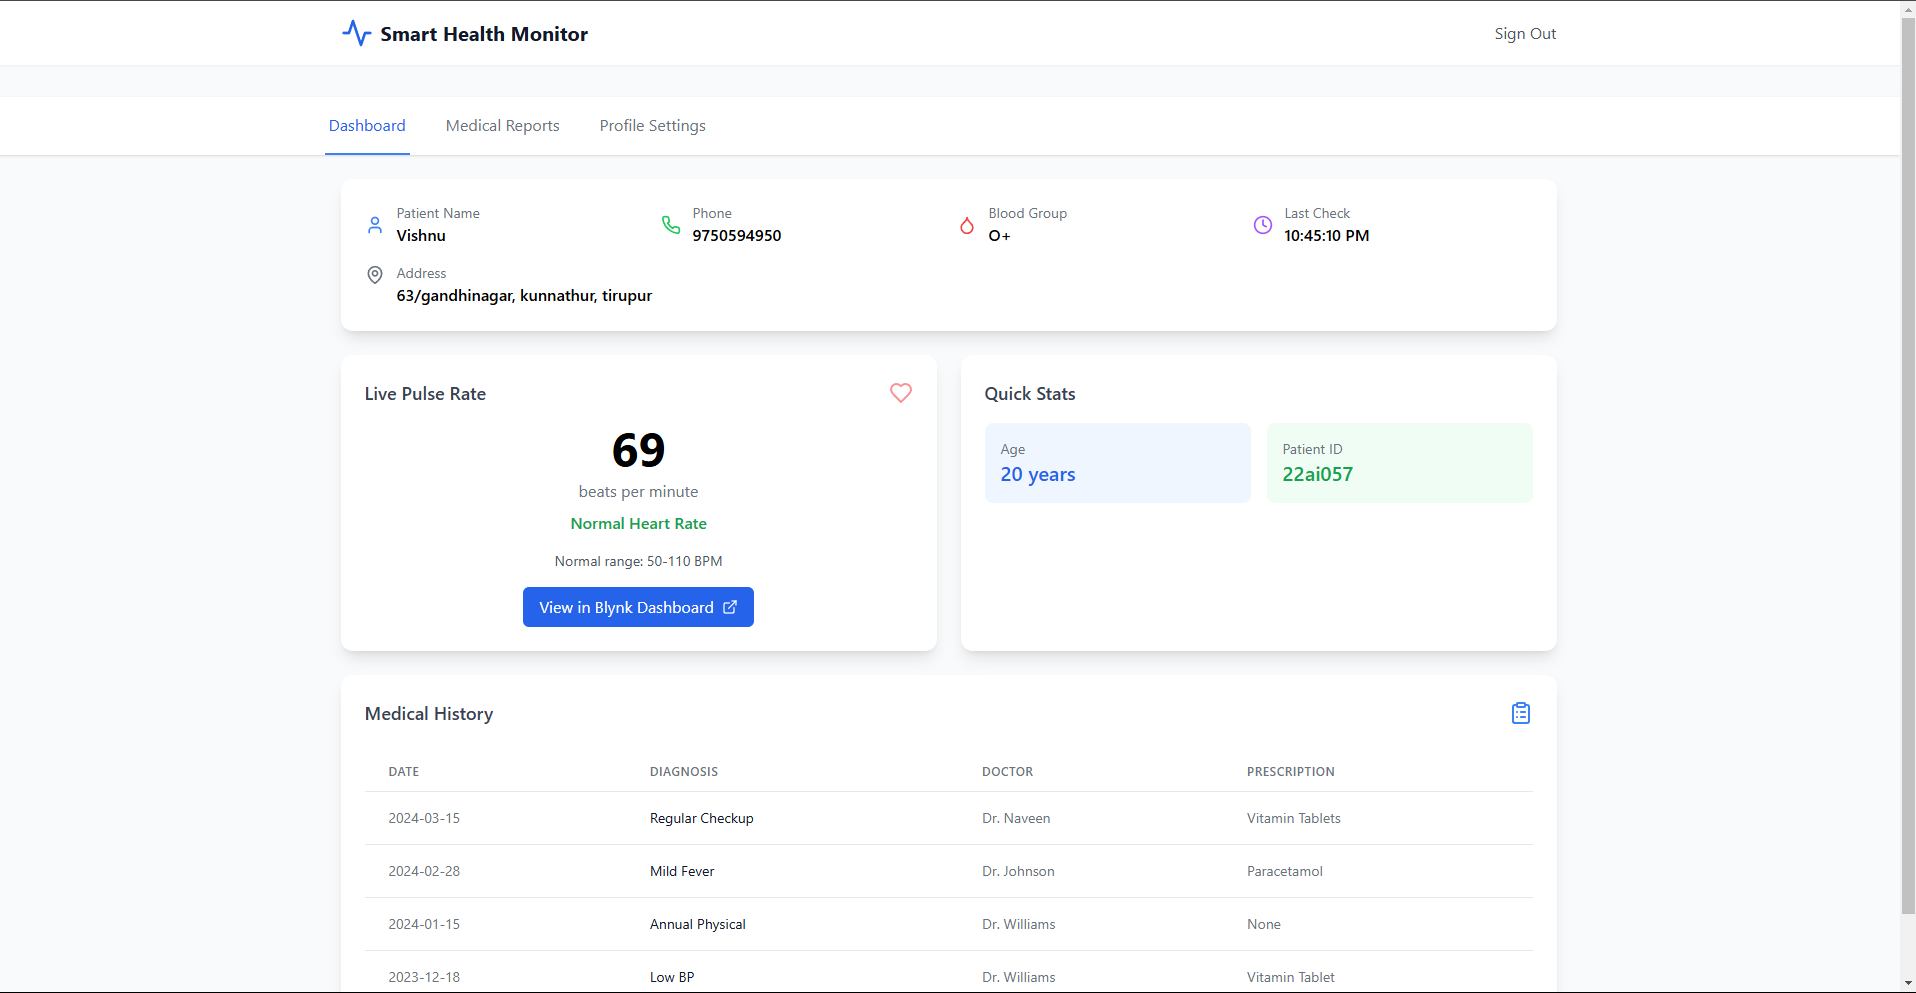 Smart Health Monitor
Sign Out
Dashboard Medical Reports Profile Settings
Patient Name
Vishnu
Phone
9750594950
Blood Group
O+
Last Check
10:45:10 PM
Address
63/gandhinagar, kunnathur, tirupur
Live Pulse Rate
69
beats per minute
Normal Heart Rate
Normal range: 50-110 BPM
View in Blynk Dashboard
Quick Stats
Age
20 years
Patient ID
22ai057
Medical History
DATE DIAGNOSIS DOCTOR PRESCRIPTION
2024-03-15 Regular Checkup Dr. Naveen Vitamin Tablets
2024-02-28 Mild Fever Dr. Johnson Paracetamol
2024-01-15 Annual Physical Dr. Williams None
2023-12-18 Low BP Dr. Williams Vitamin Tablet